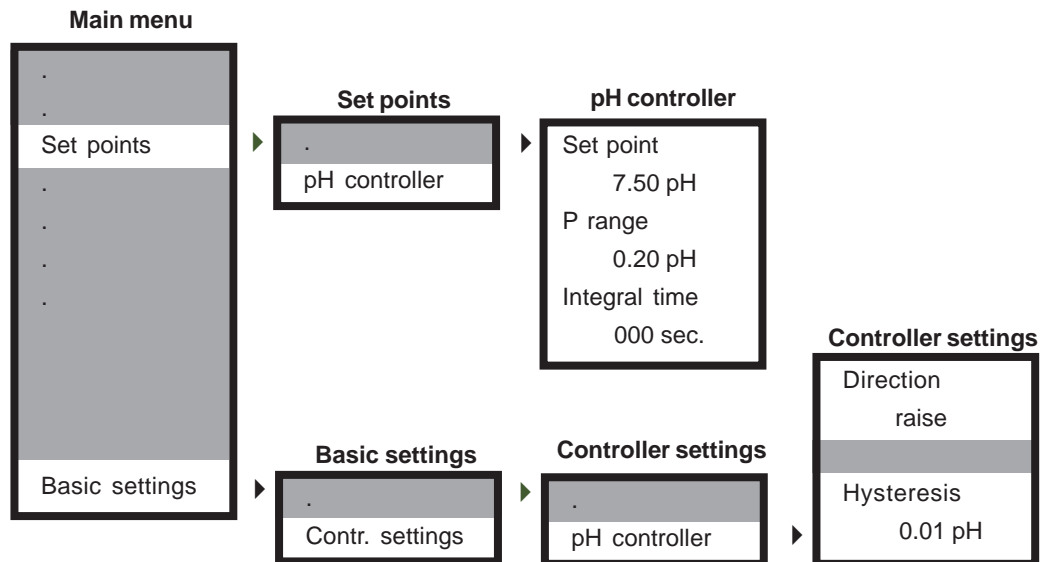 Main menu
.
.
Set points
.
.
.
.
Basic settings
Set points
.
pH controller
pH controller
Set point
7.50 pH
P range
0.20 pH
Integral time
000 sec.
Basic settings
.
Contr. settings
Controller settings
.
pH controller
Controller settings
Direction
raise
Hysteresis
0.01 pH